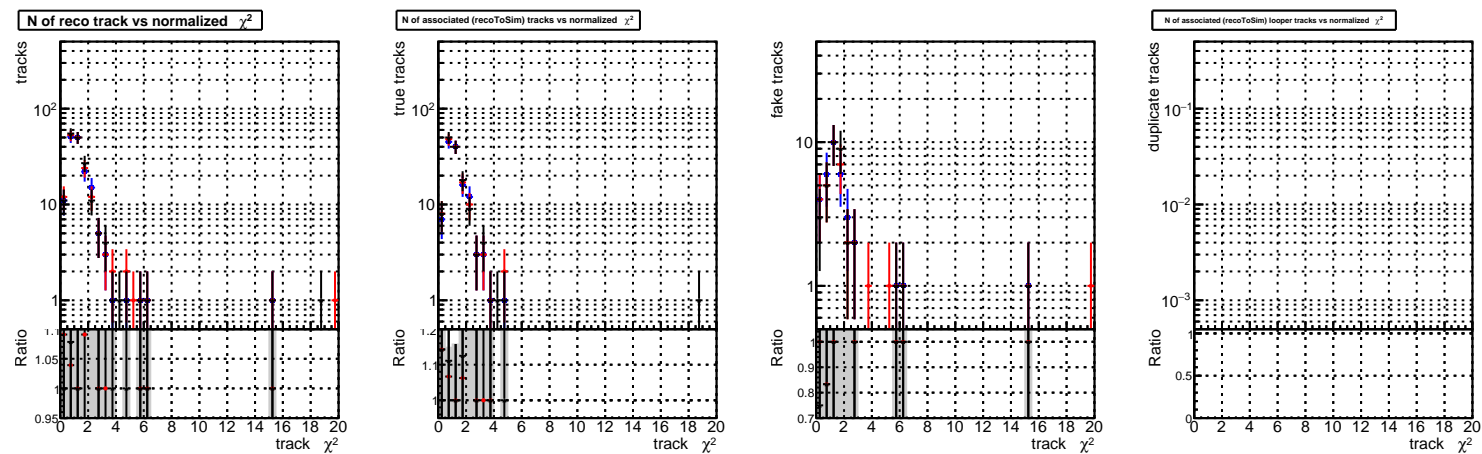 N of reco track vs normalized χ²
tracks
10²
10
1
Ratio
1.1
1.05
1
0.95
0 2 4 6 8 10 12 14 16 18 20
track χ²
N of associated (recoToSim) tracks vs normalized χ²
true tracks
10²
10
1
Ratio
1.2
1.1
1
0 2 4 6 8 10 12 14 16 18 20
track χ²
fake tracks
10
1
Ratio
1
0.9
0.8
0.7
0 2 4 6 8 10 12 14 16 18 20
track χ²
N of associated (recoToSim) looper tracks vs normalized χ²
duplicate tracks
10⁻¹
10⁻²
10⁻³
Ratio
1
0.5
0
0 2 4 6 8 10 12 14 16 18 20
track χ²